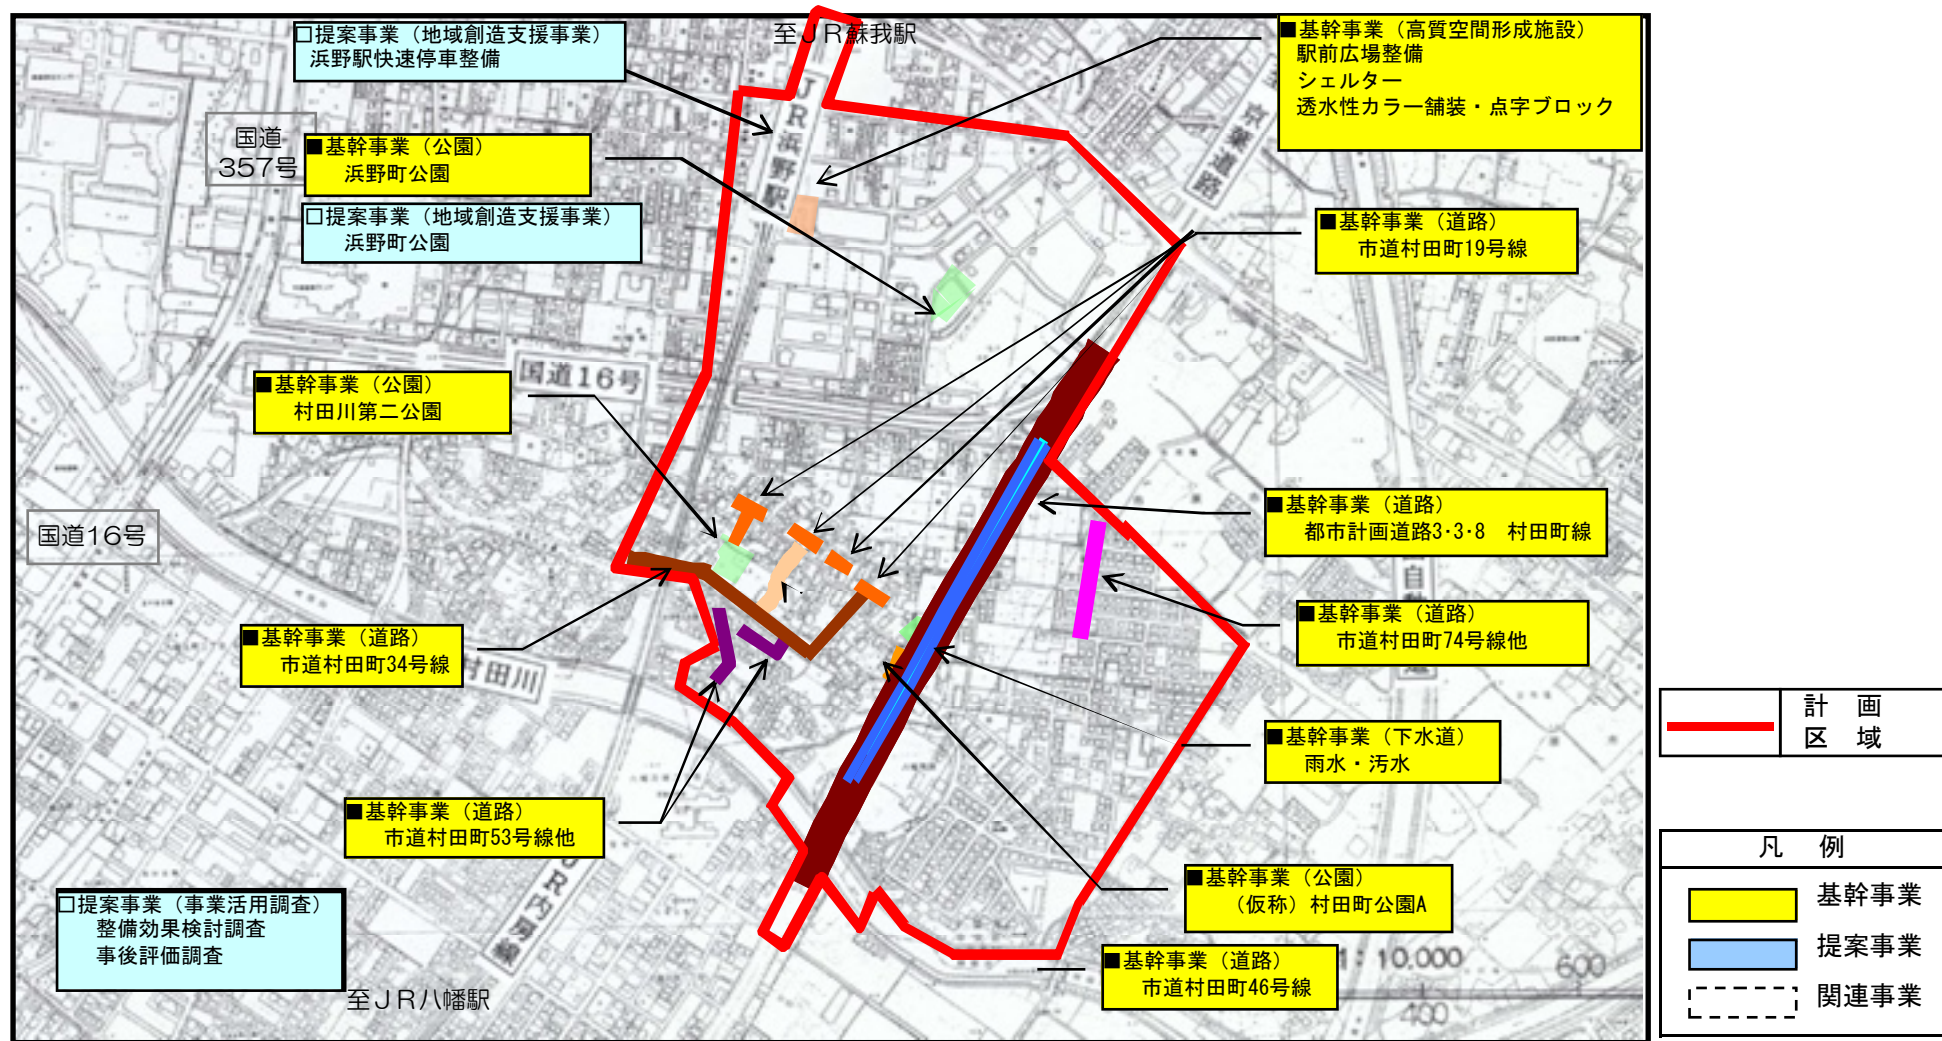 至ＪＲ蘇我駅
□提案事業（地域創造支援事業）
浜野駅快速停車整備
■基幹事業（高質空間形成施設）
駅前広場整備
シェルター
透水性カラー舗装・点字ブロック
国道
357号
■基幹事業（公園）
浜野町公園
ＪＲ浜野駅
京葉道路
□提案事業（地域創造支援事業）
浜野町公園
■基幹事業（道路）
市道村田町19号線
国道16号
■基幹事業（公園）
村田川第二公園
国道16号
■基幹事業（道路）
都市計画道路3・3・8　村田町線
自動
道
■基幹事業（道路）
市道村田町74号線他
■基幹事業（道路）
市道村田町34号線
村田川
■基幹事業（下水道）
雨水・汚水
計　画
区　域
■基幹事業（道路）
市道村田町53号線他
ＪＲ内房線
■基幹事業（公園）
（仮称）村田町公園A
□提案事業（事業活用調査）
整備効果検討調査
事後評価調査
至ＪＲ八幡駅
■基幹事業（道路）
市道村田町46号線
1：10,000
600
400
凡　例
基幹事業
提案事業
関連事業